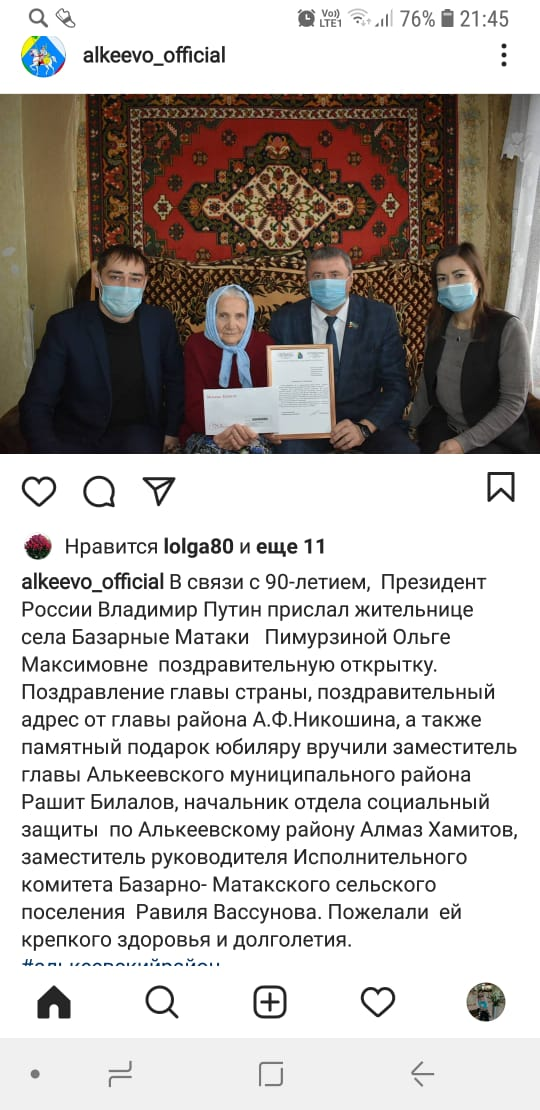 Vo)) 76% 21:45
LTE1
alkeevo_official
Нравится lolga80 и еще 11
alkeevo_official В связи с 90-летием, Президент
России Владимир Путин прислал жительнице
села Базарные Матаки Пимурзиной Ольге
Максимовне поздравительную открытку.
Поздравление главы страны, поздравительный
адрес от главы района А.Ф.Никошина, а также
памятный подарок юбиляру вручили заместитель
главы Алькеевского муниципального района
Рашит Билалов, начальник отдела социальный
защиты по Алькеевскому району Алмаз Хамитов,
заместитель руководителя Исполнительного
комитета Базарно- Матакского сельского
поселения Равиля Вассунова. Пожелали ей
крепкого здоровья и долголетия.
#алькеевскийрайон